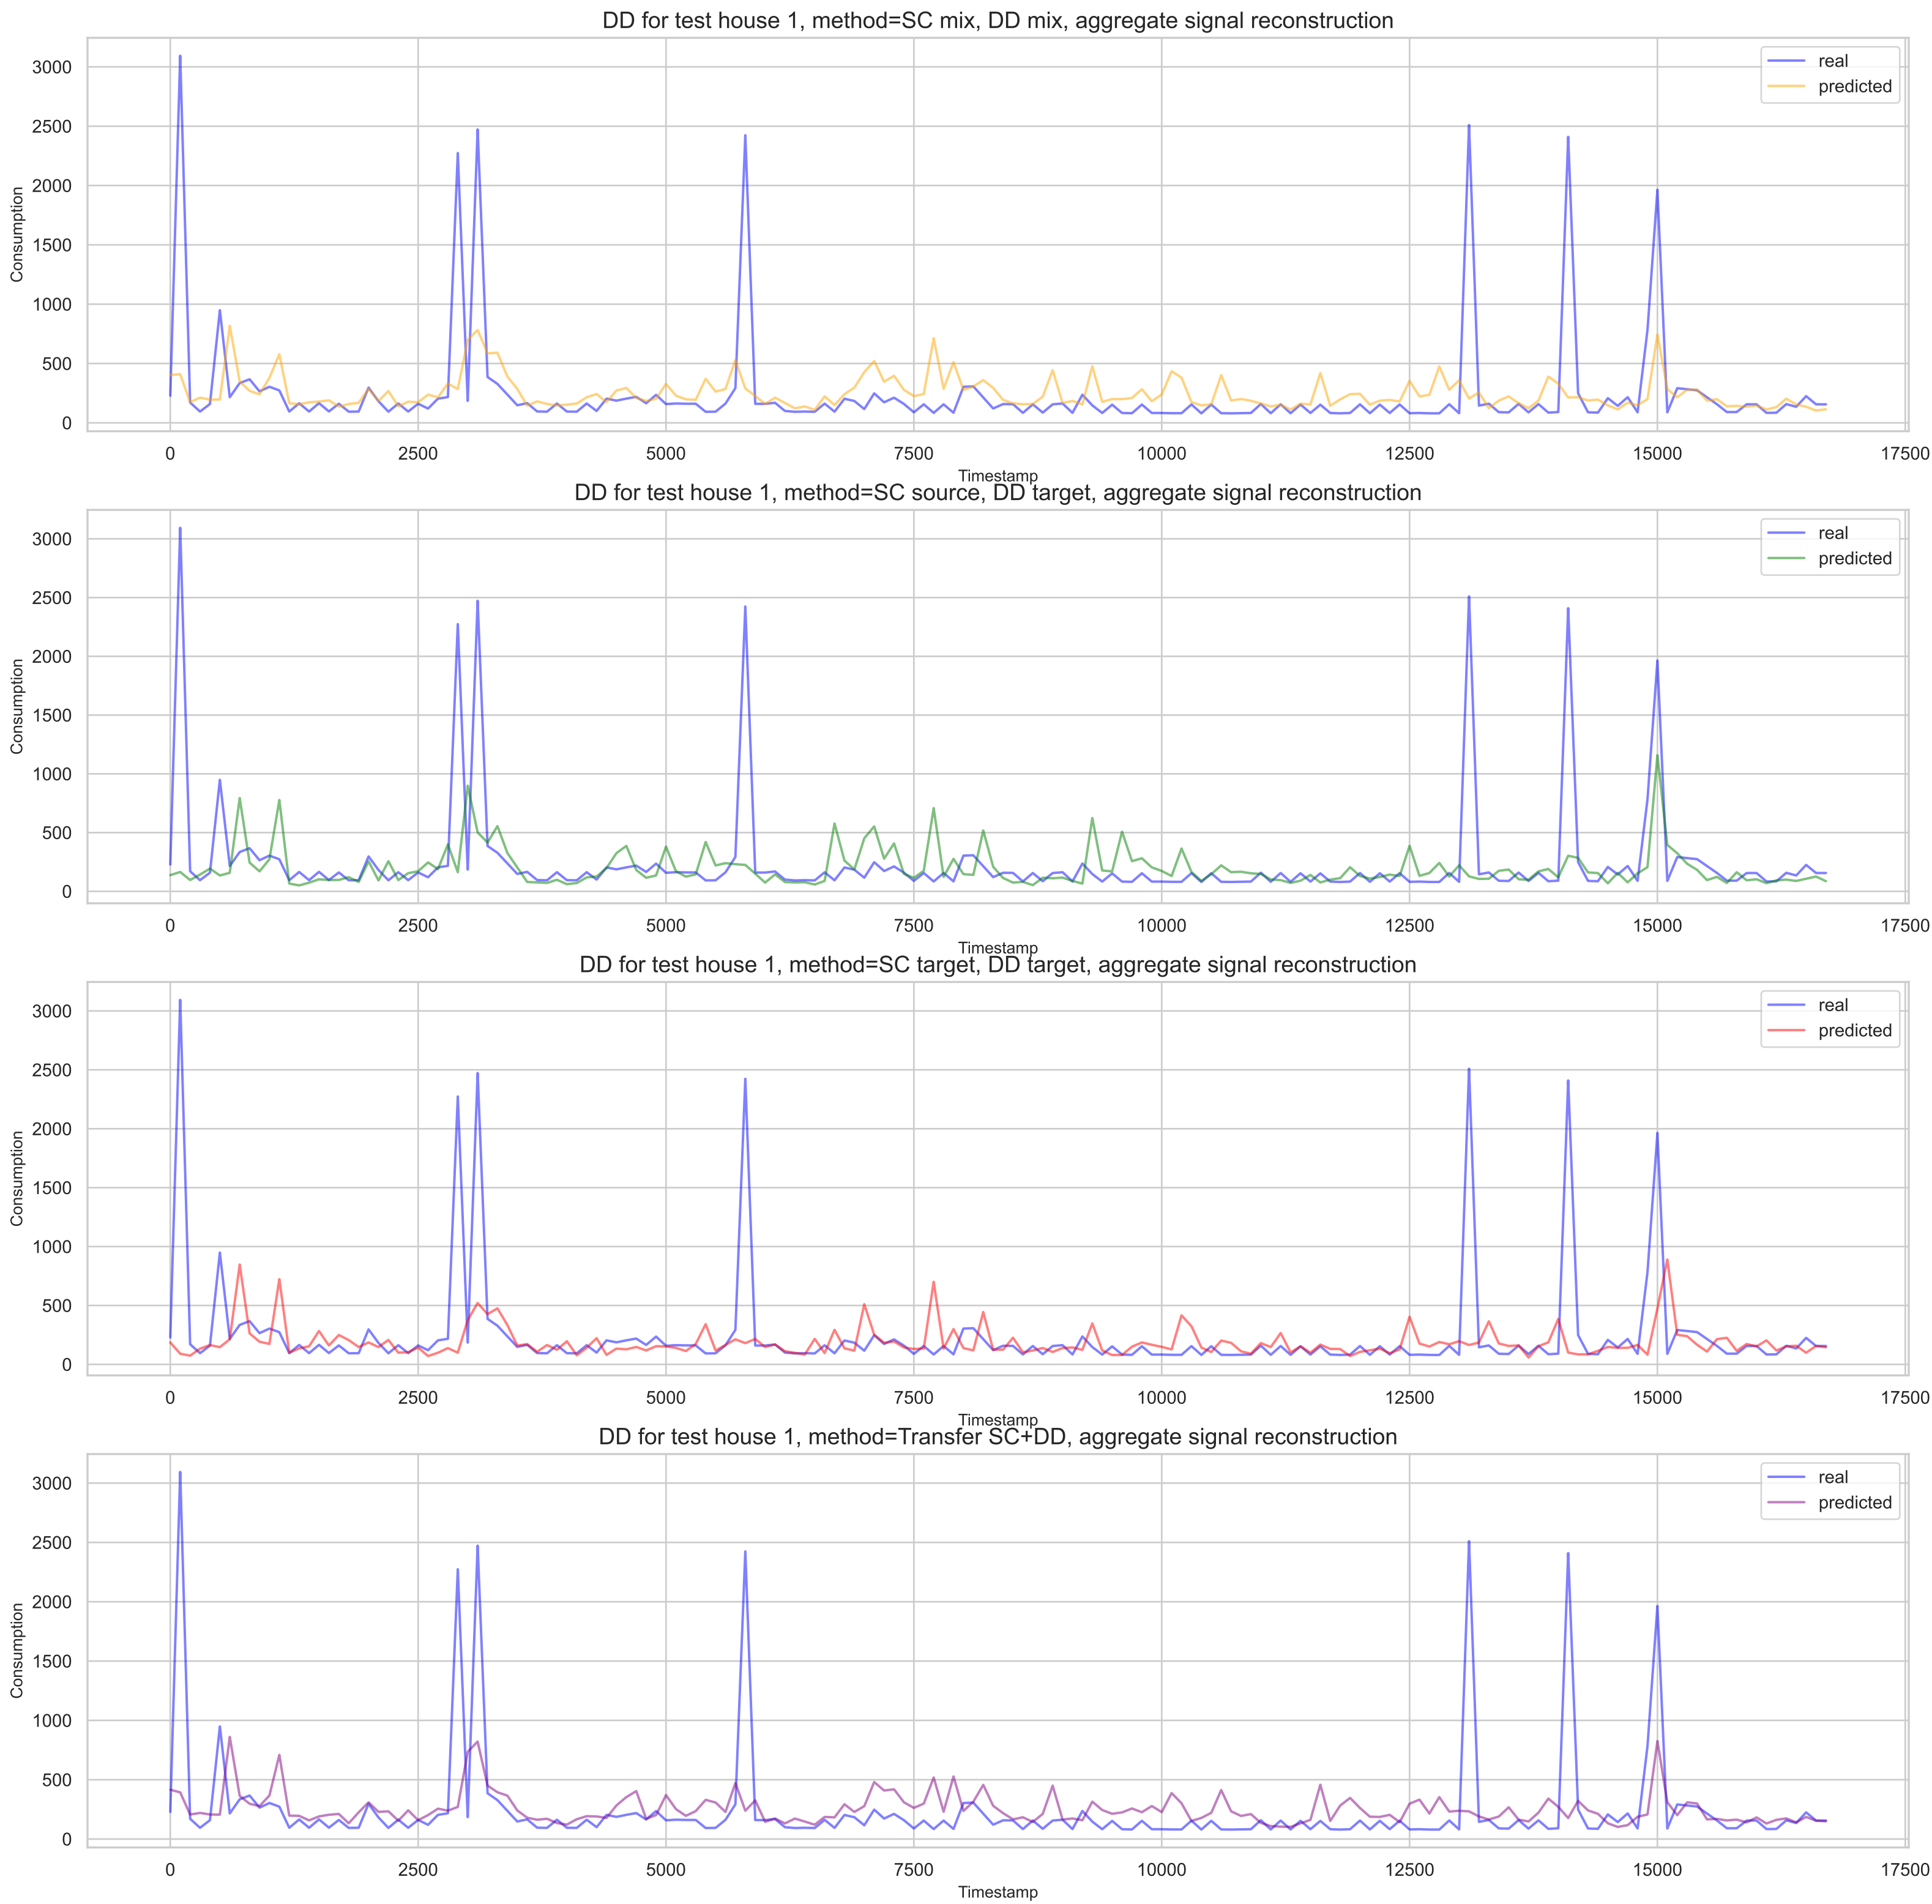 DD for test house 1, method=SC mix, DD mix, aggregate signal reconstruction
real
predicted
Consumption
3000
2500
2000
1500
1000
500
0
0 2500 5000 7500 10000 12500 15000 17500
Timestamp
DD for test house 1, method=SC source, DD target, aggregate signal reconstruction
real
predicted
Consumption
3000
2500
2000
1500
1000
500
0
0 2500 5000 7500 10000 12500 15000 17500
Timestamp
DD for test house 1, method=SC target, DD target, aggregate signal reconstruction
real
predicted
Consumption
3000
2500
2000
1500
1000
500
0
0 2500 5000 7500 10000 12500 15000 17500
Timestamp
DD for test house 1, method=Transfer SC+DD, aggregate signal reconstruction
real
predicted
Consumption
3000
2500
2000
1500
1000
500
0
0 2500 5000 7500 10000 12500 15000 17500
Timestamp